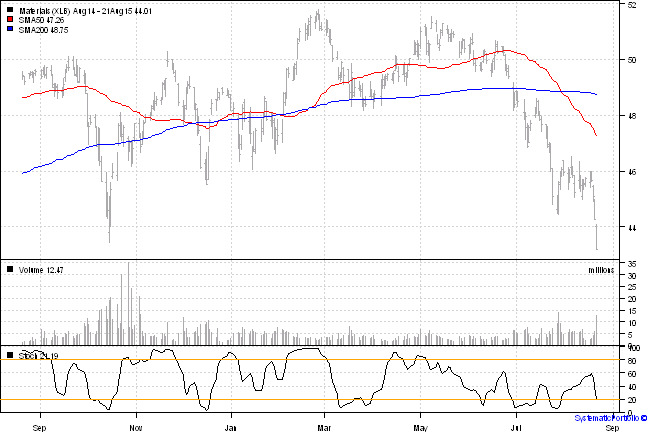 Materials (XLB) Aug14 - 21Aug15 44.01
SMA50 47.26
SMA200 48.75
52
50
48
46
44
Volume 12.47
millions
35
30
25
20
15
10
5
0
100
80
60
40
20
0
Sep
Nov
Jan
Mar
May
Jul
Sep
SystematicPortfolio ©